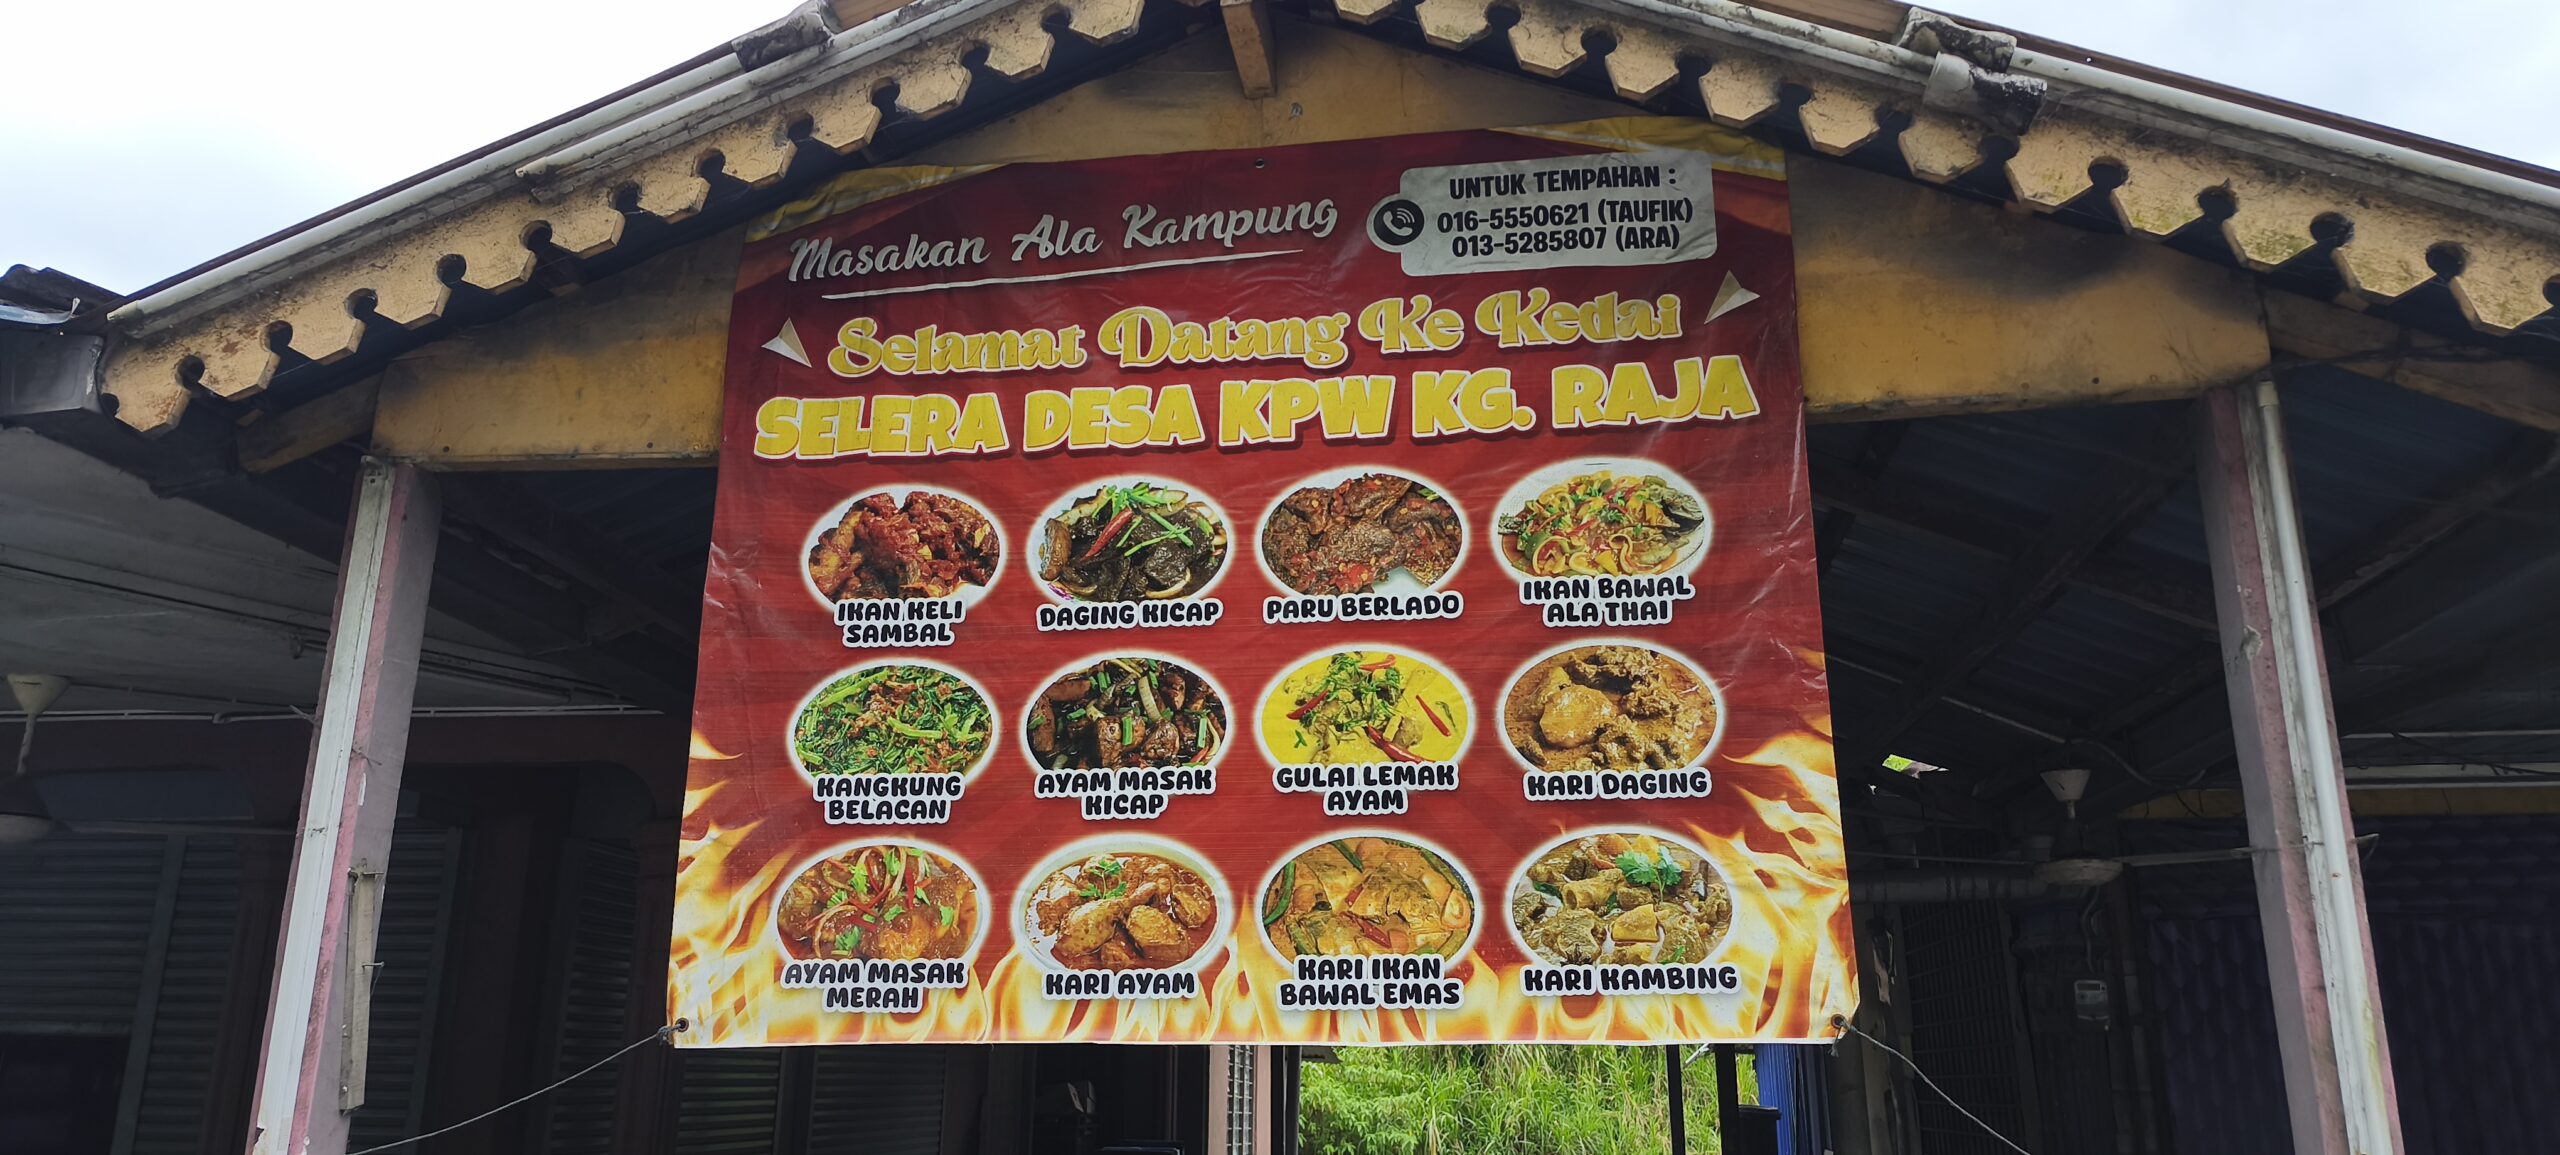 Masakan Ala Kampung
UNTUK TEMPAHAN :
016-5550621 (TAUFIK)
013-5285807 (ARA)
Selamat Datang Ke Kedai
SELERA DESA KPW KG. RAJA
IKAN KELI
SAMBAL
DAGING KICAP
PARU BERLADO
IKAN BAWAL
ALA THAI
KANGKUNG
BELACAN
AYAM MASAK
KICAP
GULAI LEMAK
AYAM
KARI DAGING
AYAM MASAK
MERAH
KARI AYAM
KARI IKAN
BAWAL EMAS
KARI KAMBING